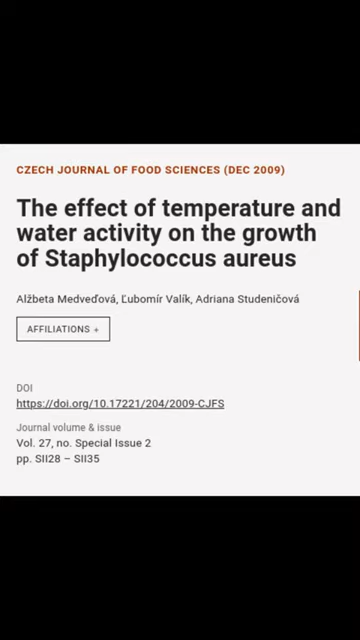 CZECH JOURNAL OF FOOD SCIENCES (DEC 2009)
The effect of temperature and
water activity on the growth
of Staphylococcus aureus
Alžbeta Medveďová, Ľubomír Valík, Adriana Studeničová
AFFILIATIONS +
DOI
https://doi.org/10.17221/204/2009-CJFS
Journal volume & issue
Vol. 27, no. Special Issue 2
pp. SII28 – SII35